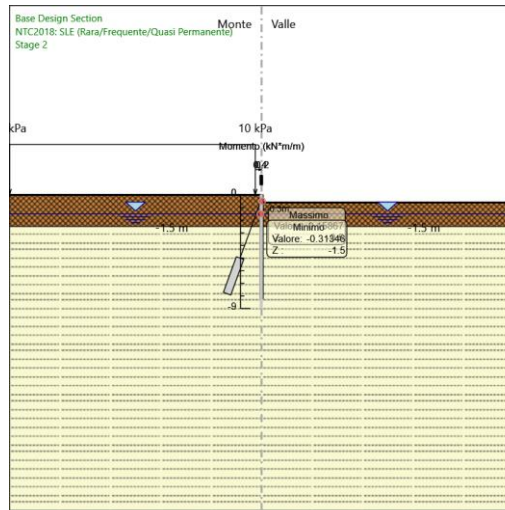 Base Design Section
NTC2018: SLE (Rara/Frequente/Quasi Permanente)
Stage 2
Monte
Valle
kPa
10 kPa
Momento (kN*m/m)
0
Massimo
Minimo
Valore: -0.31346
Z : -1.5
-1.5 m
-1.5 m
-9